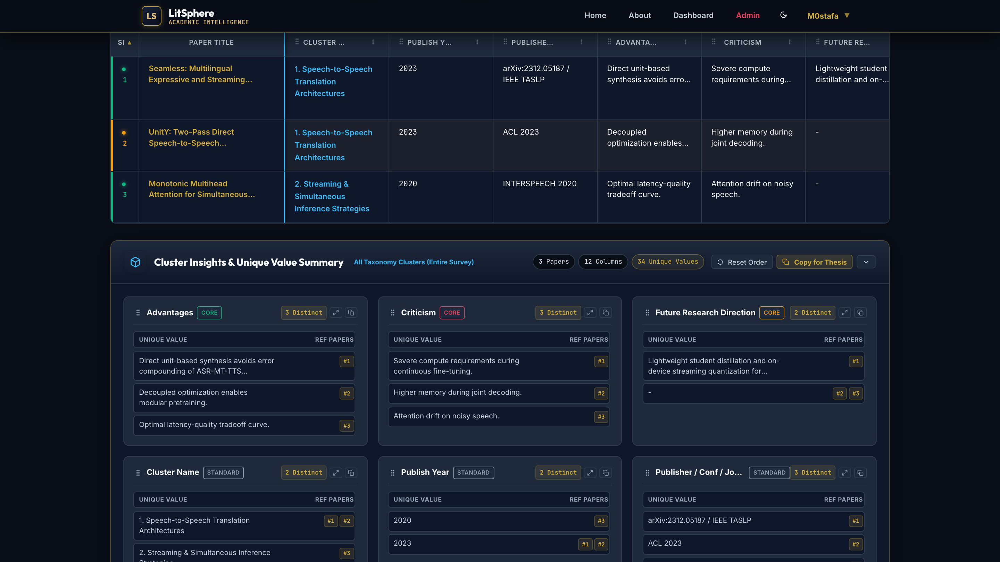 LS
LitSphere
ACADEMIC INTELLIGENCE
Home
About
Dashboard
Admin
M0stafa ▼
SI ▲
PAPER TITLE
CLUSTER ...
PUBLISH Y...
PUBLISHE...
ADVANTA...
CRITICISM
FUTURE RE...
1
Seamless: Multilingual
Expressive and Streaming...
1. Speech-to-Speech
Translation
Architectures
2023
arXiv:2312.05187 /
IEEE TASLP
Direct unit-based
synthesis avoids erro...
Severe compute
requirements during...
Lightweight student
distillation and on-...
2
UnitY: Two-Pass Direct
Speech-to-Speech...
1. Speech-to-Speech
Translation
Architectures
2023
ACL 2023
Decoupled
optimization enables...
Higher memory during
joint decoding.
-
3
Monotonic Multihead
Attention for Simultaneous...
2. Streaming &
Simultaneous
Inference Strategies
2020
INTERSPEECH 2020
Optimal latency-quality
tradeoff curve.
Attention drift on noisy
speech.
-
Cluster Insights & Unique Value Summary
All Taxonomy Clusters (Entire Survey)
3 Papers
12 Columns
34 Unique Values
Reset Order
Copy for Thesis
Advantages
CORE
3 Distinct
UNIQUE VALUE
REF PAPERS
Direct unit-based synthesis avoids error
compounding of ASR-MT-TTS...
#1
Decoupled optimization enables
modular pretraining.
#2
Optimal latency-quality tradeoff curve.
#3
Criticism
CORE
3 Distinct
UNIQUE VALUE
REF PAPERS
Severe compute requirements during
continuous fine-tuning.
#1
Higher memory during joint decoding.
#2
Attention drift on noisy speech.
#3
Future Research Direction
CORE
2 Distinct
UNIQUE VALUE
REF PAPERS
Lightweight student distillation and on-
device streaming quantization for...
#1
-
#2 #3
Cluster Name
STANDARD
2 Distinct
UNIQUE VALUE
REF PAPERS
1. Speech-to-Speech Translation
Architectures
#1 #2
2. Streaming & Simultaneous Inference
#3
Publish Year
STANDARD
2 Distinct
UNIQUE VALUE
REF PAPERS
2020
#3
2023
#1 #2
Publisher / Conf / Jo...
STANDARD
3 Distinct
UNIQUE VALUE
REF PAPERS
arXiv:2312.05187 / IEEE TASLP
#1
ACL 2023
#2